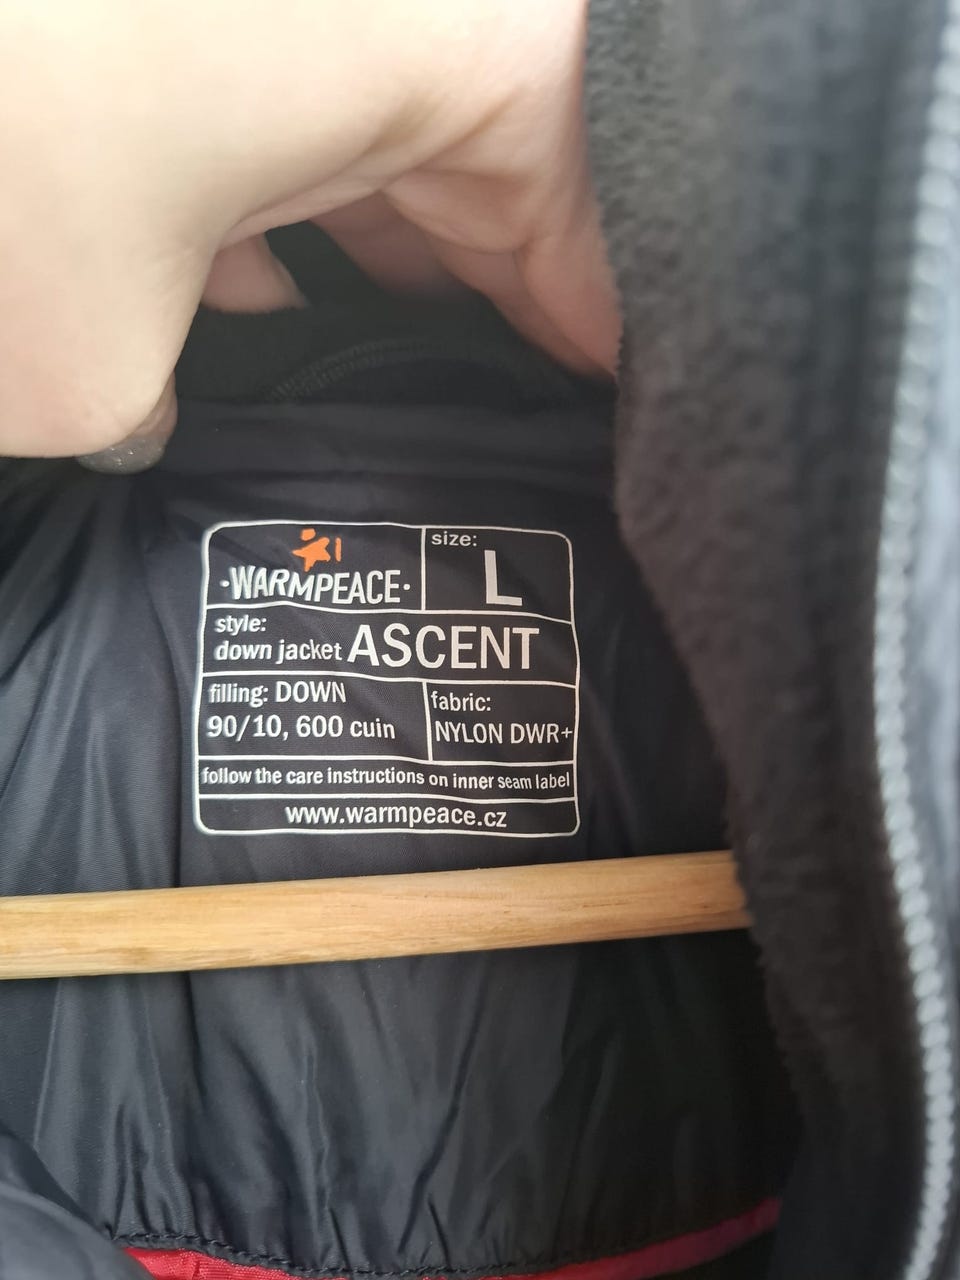 ·WARMPEACE·
size:
L
style:
down jacket ASCENT
filling: DOWN
90/10, 600 cuin
fabric:
NYLON DWR+
follow the care instructions on inner seam label
www.warmpeace.cz